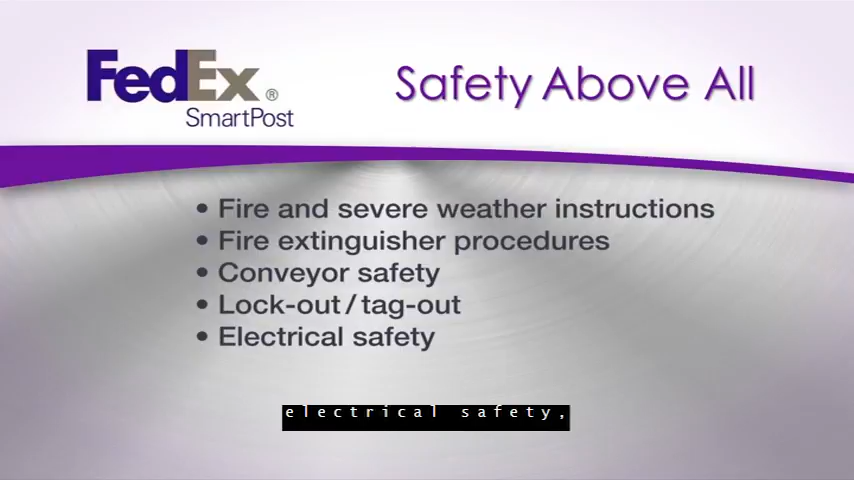 FedEx®
SmartPost
Safety Above All
• Fire and severe weather instructions
• Fire extinguisher procedures
• Conveyor safety
• Lock-out / tag-out
• Electrical safety
electrical safety,